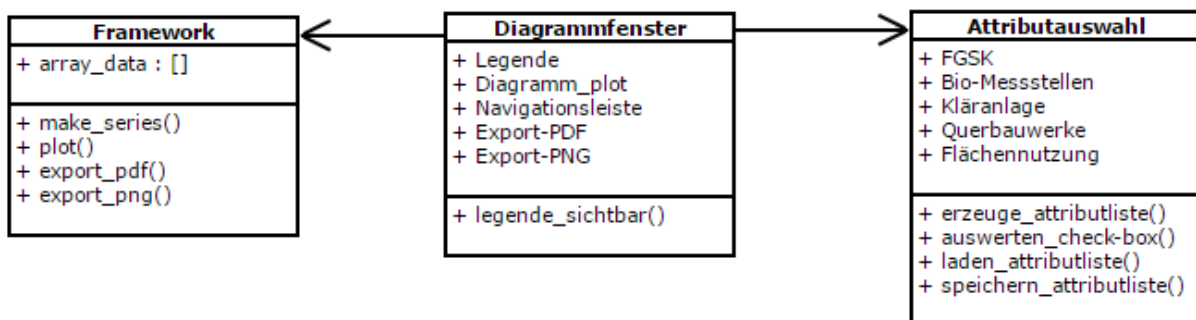 Framework
+ array_data : []
+ make_series()
+ plot()
+ export_pdf()
+ export_png()
Diagrammfenster
+ Legende
+ Diagramm_plot
+ Navigationsleiste
+ Export-PDF
+ Export-PNG
+ legende_sichtbar()
Attributauswahl
+ FGSK
+ Bio-Messstellen
+ Kläranlage
+ Querbauwerke
+ Flächennutzung
+ erzeuge_attributliste()
+ auswerten_check-box()
+ laden_attributliste()
+ speichern_attributliste()